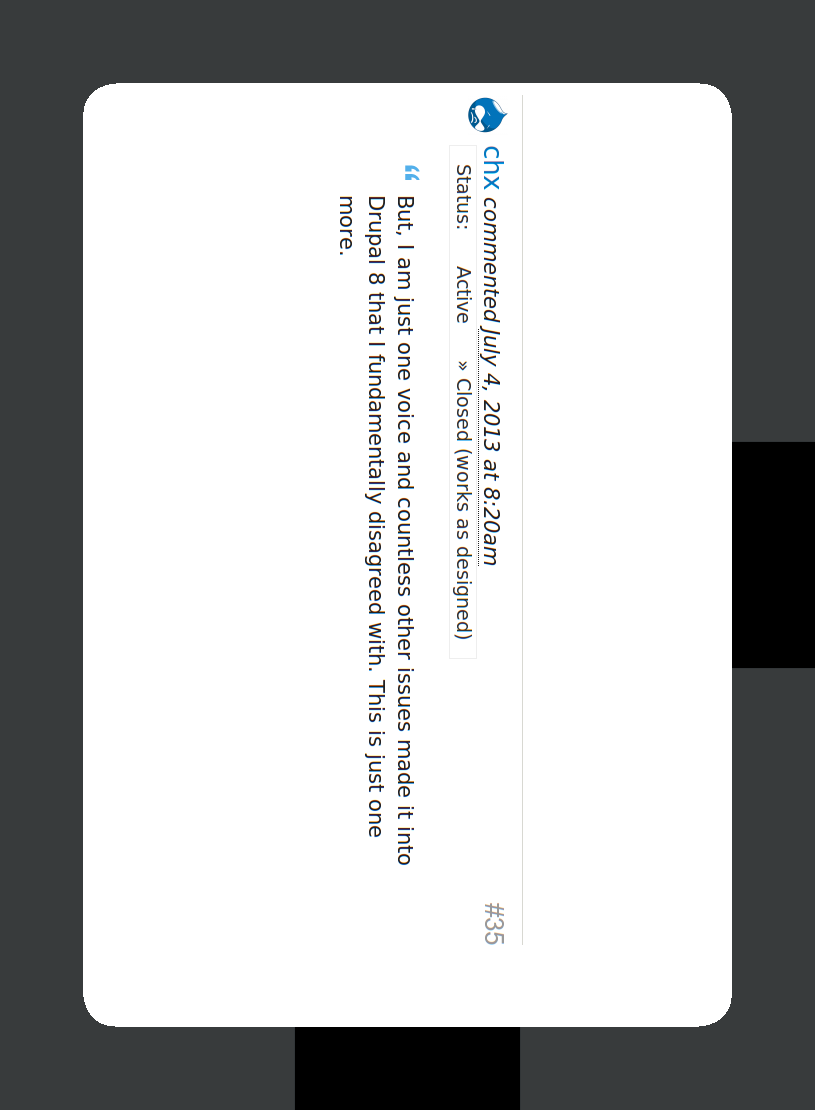 chx commented July 4, 2013 at 8:20am
#35
Status: Active » Closed (works as designed)
“ But, I am just one voice and countless other issues made it into
Drupal 8 that I fundamentally disagreed with. This is just one
more.